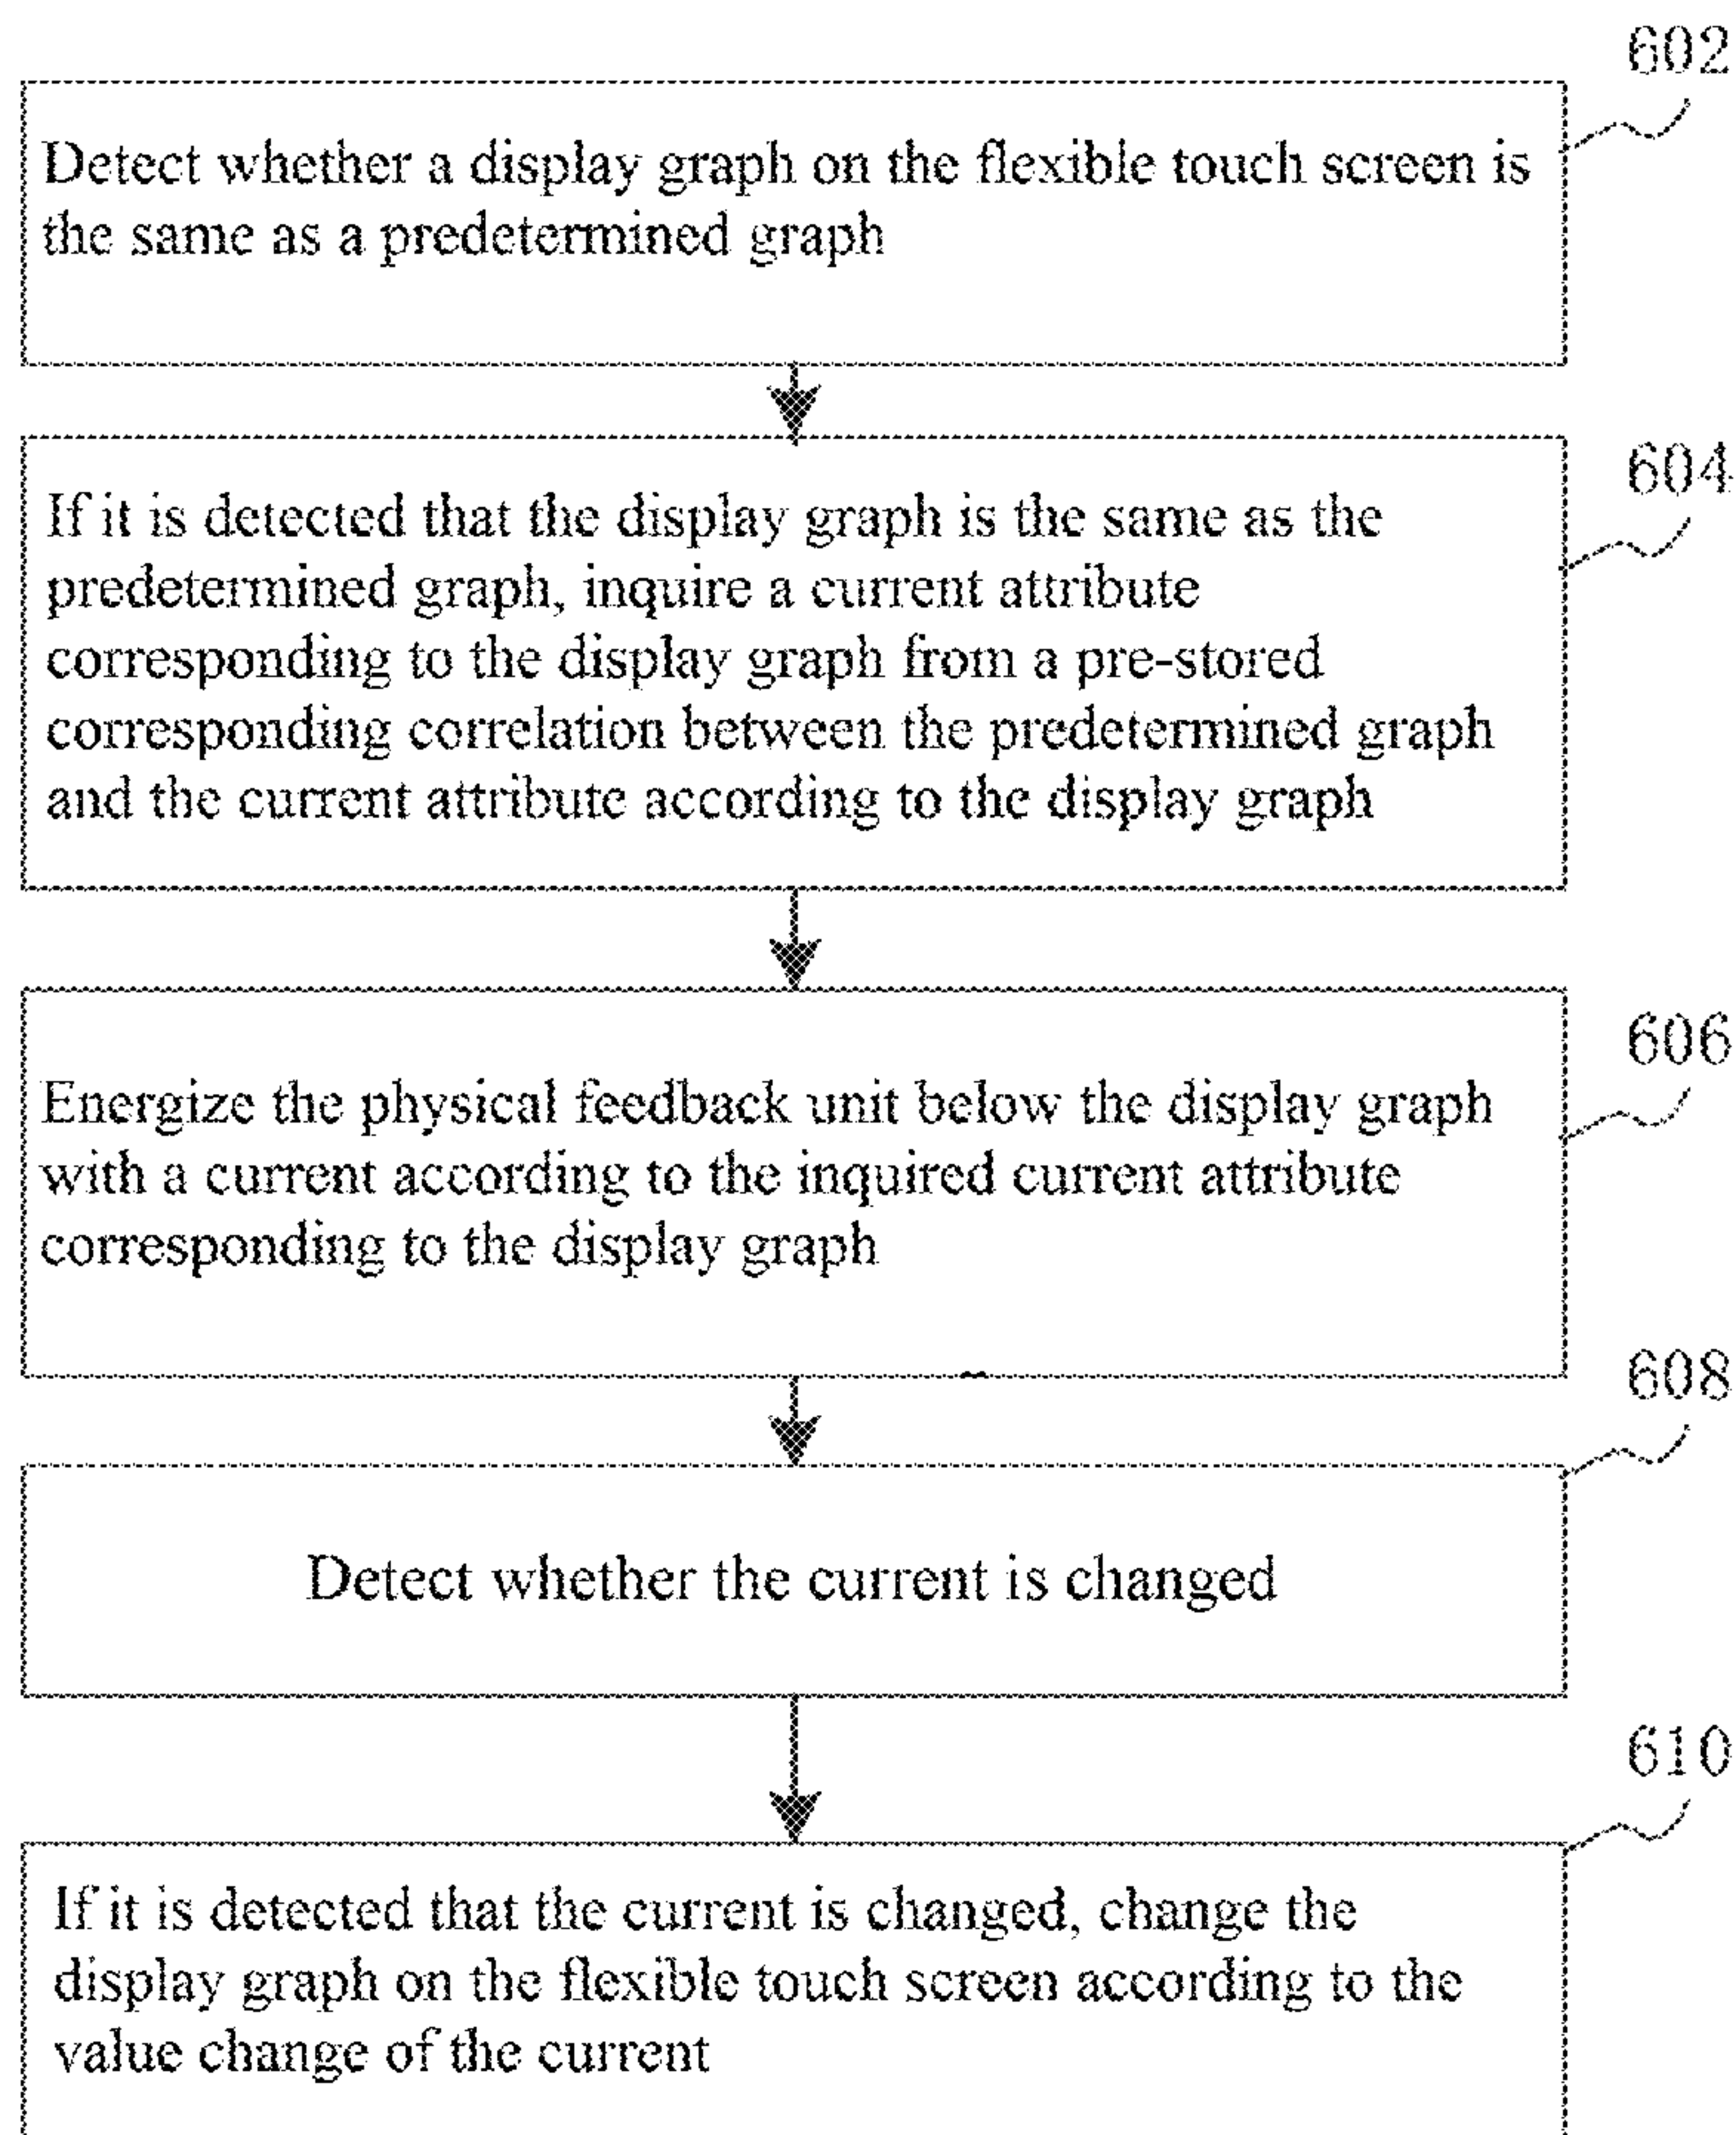 602
Detect whether a display graph on the flexible touch screen is
the same as a predetermined graph
604
If it is detected that the display graph is the same as the
predetermined graph, inquire a current attribute
corresponding to the display graph from a pre-stored
corresponding correlation between the predetermined graph
and the current attribute according to the display graph
606
Energize the physical feedback unit below the display graph
with a current according to the inquired current attribute
corresponding to the display graph
608
Detect whether the current is changed
610
If it is detected that the current is changed, change the
display graph on the flexible touch screen according to the
value change of the current